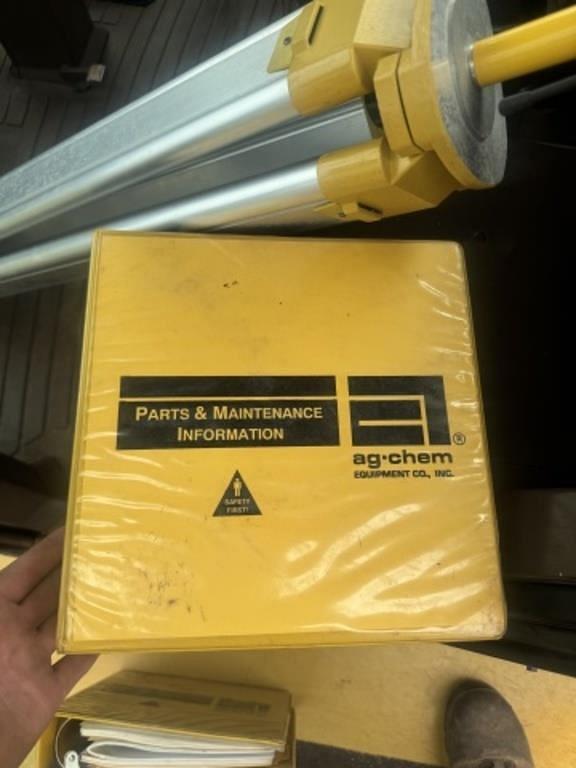 PARTS & MAINTENANCE
INFORMATION
ag·chem®
EQUIPMENT CO., INC.
SAFETY
FIRST!